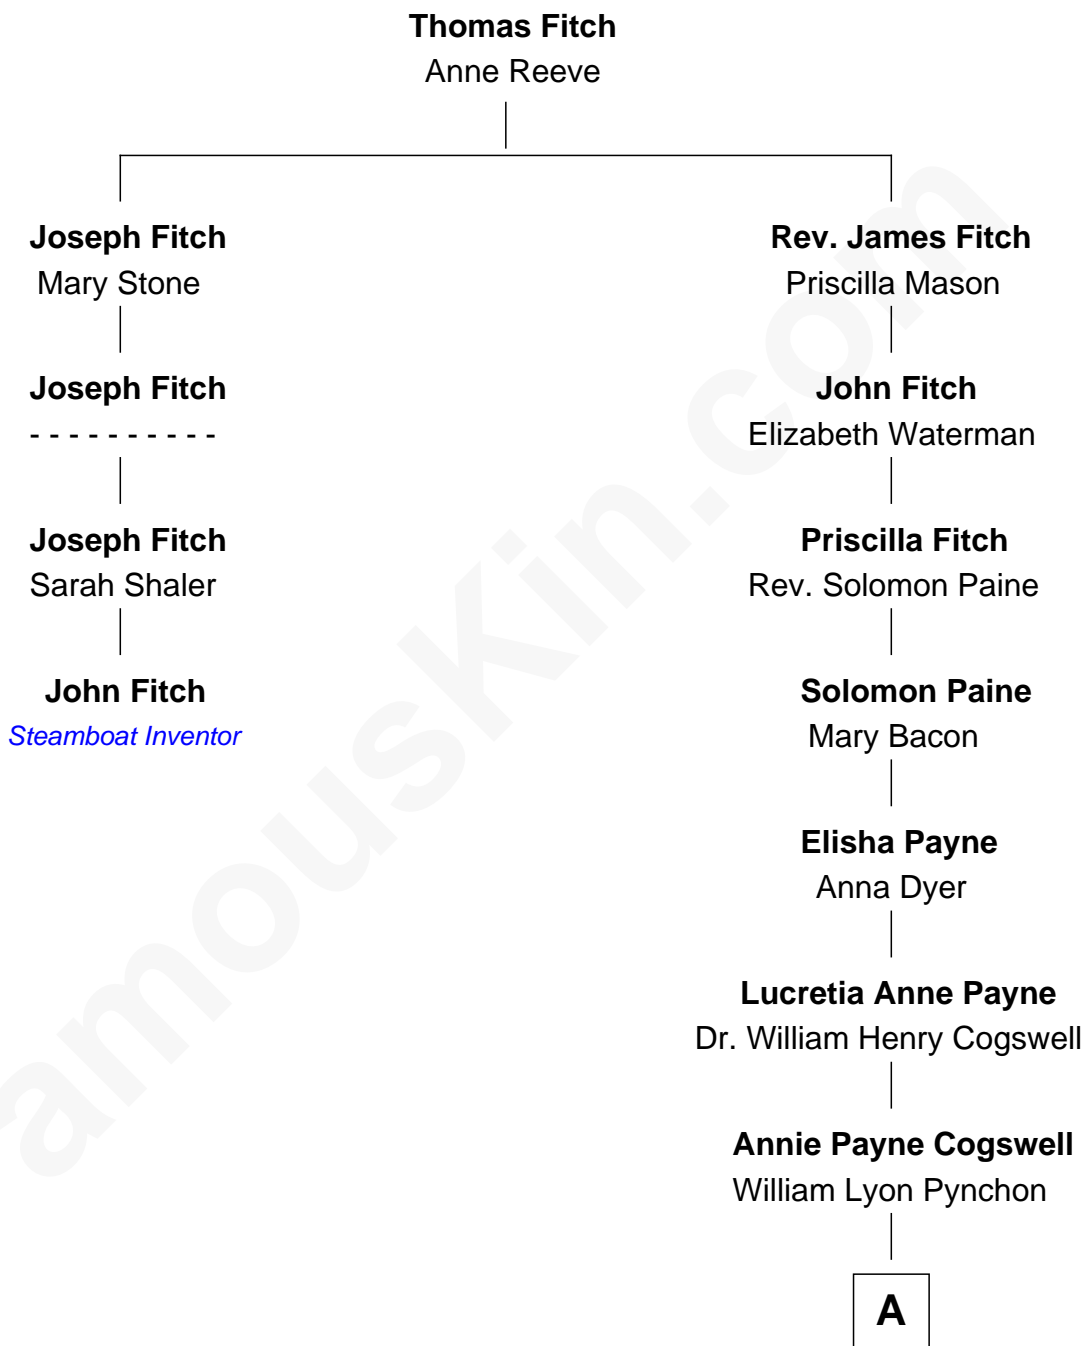 Thomas Fitch
Anne Reeve
Joseph Fitch
Mary Stone
Joseph Fitch
- - - - - - - - - -
Joseph Fitch
Sarah Shaler
John Fitch
Steamboat Inventor
Rev. James Fitch
Priscilla Mason
John Fitch
Elizabeth Waterman
Priscilla Fitch
Rev. Solomon Paine
Solomon Paine
Mary Bacon
Elisha Payne
Anna Dyer
Lucretia Anne Payne
Dr. William Henry Cogswell
Annie Payne Cogswell
William Lyon Pynchon
A
amousKin.com